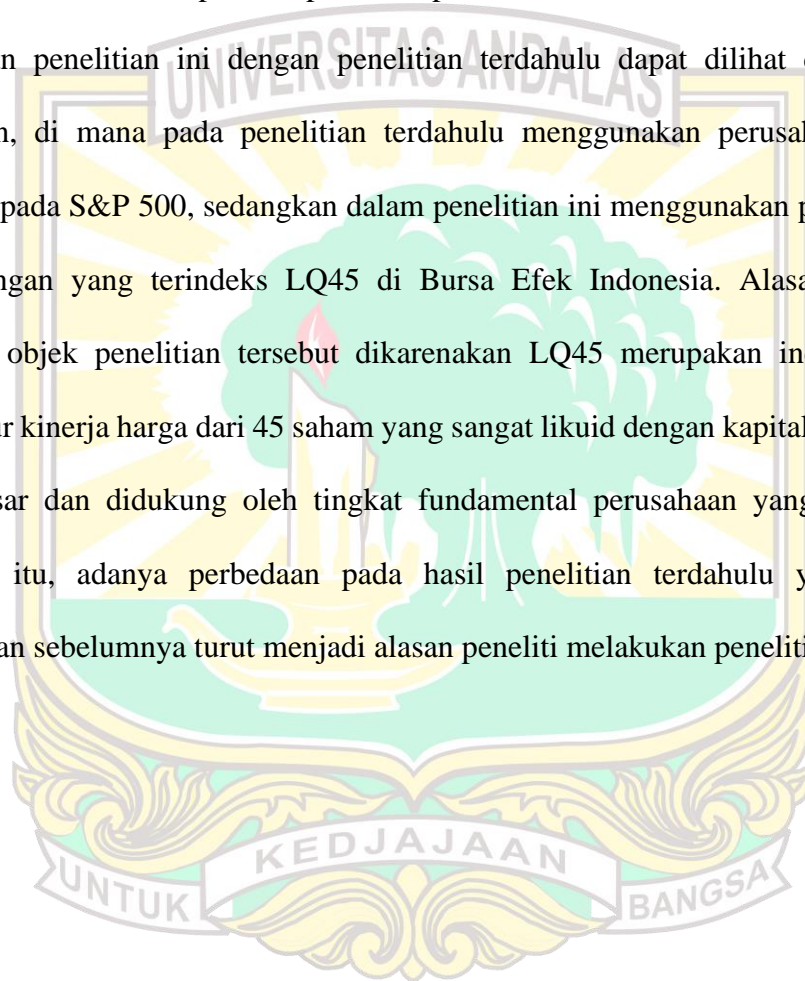 UNIVERSITAS ANDALAS
n penelitian ini dengan penelitian terdahulu dapat dilihat
, di mana pada penelitian terdahulu menggunakan perusa
pada S&P 500, sedangkan dalam penelitian ini menggunakan p
ngan yang terindeks LQ45 di Bursa Efek Indonesia. Alasa
objek penelitian tersebut dikarenakan LQ45 merupakan in
ur kinerja harga dari 45 saham yang sangat likuid dengan kapital
sar dan didukung oleh tingkat fundamental perusahaan yang
itu, adanya perbedaan pada hasil penelitian terdahulu y
an sebelumnya turut menjadi alasan peneliti melakukan peneliti
UNTUK KEDJAJAAN BANGSA